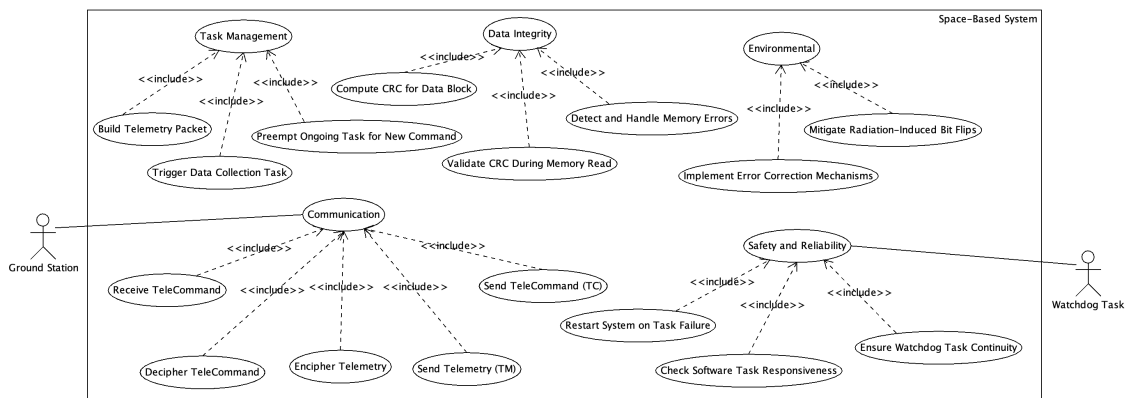 Space-Based System
Task Management
<<include>>
<<include>>
<<include>>
Build Telemetry Packet
Preempt Ongoing Task for New Command
Trigger Data Collection Task
Data Integrity
<<include>>
<<include>>
<<include>>
Compute CRC for Data Block
Detect and Handle Memory Errors
Validate CRC During Memory Read
Environmental
<<include>>
<<include>>
Mitigate Radiation-Induced Bit Flips
Implement Error Correction Mechanisms
Ground Station
Communication
<<include>>
<<include>>
<<include>>
<<include>>
<<include>>
Receive TeleCommand
Send TeleCommand (TC)
Decipher TeleCommand
Encipher Telemetry
Send Telemetry (TM)
Safety and Reliability
<<include>>
<<include>>
<<include>>
Restart System on Task Failure
Ensure Watchdog Task Continuity
Check Software Task Responsiveness
Watchdog Task